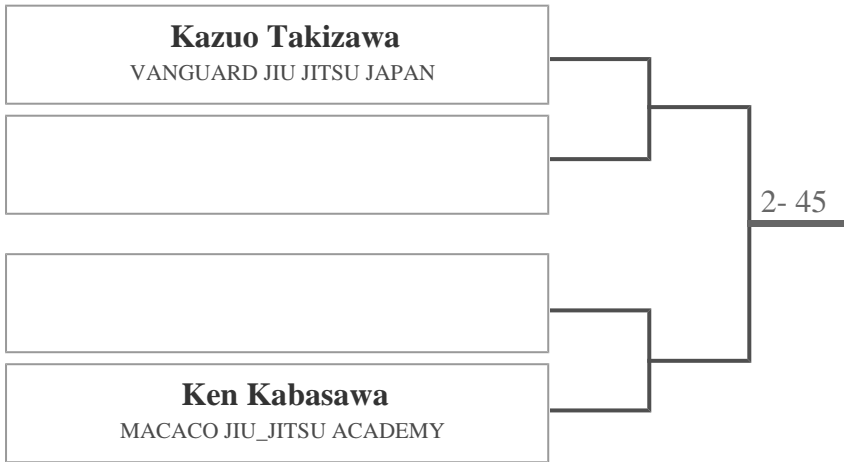 Kazuo Takizawa
VANGUARD JIU JITSU JAPAN
2- 45
Ken Kabasawa
MACACO JIU_JITSU ACADEMY